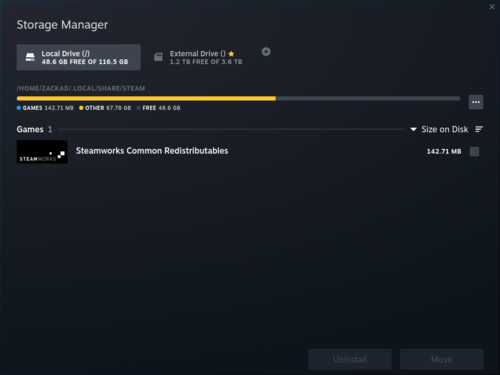 Storage Manager
Local Drive (/)
48.6 GB FREE OF 116.5 GB
External Drive ()
1.2 TB FREE OF 3.6 TB
/HOME/ZACKAD/.LOCAL/SHARE/STEAM
GAMES 142.71 MB OTHER 67.78 GB FREE 48.6 GB
Games 1
Size on Disk
STEAMWORKS
Steamworks Common Redistributables
142.71 MB
Uninstall
Move